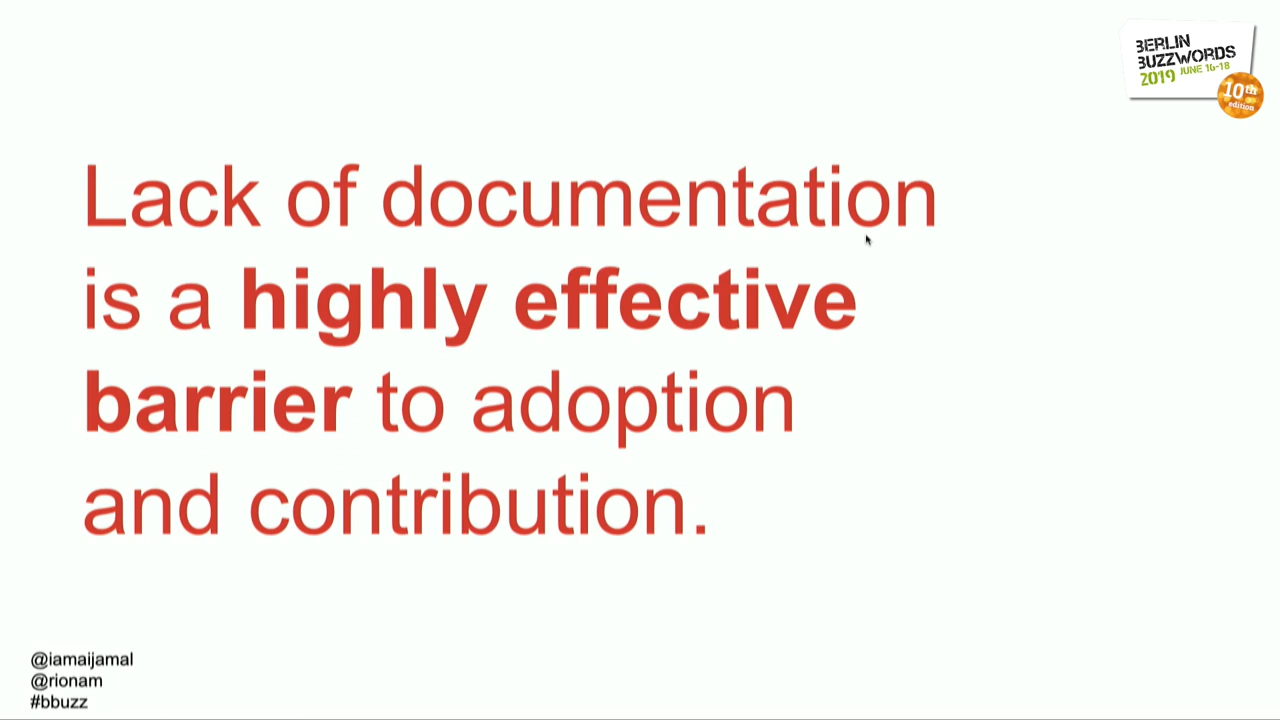 BERLIN
BUZZWORDS
2019 JUNE 16-18
10th
edition
Lack of documentation
is a highly effective
barrier to adoption
and contribution.
@iamaijamal
@rionam
#bbuzz